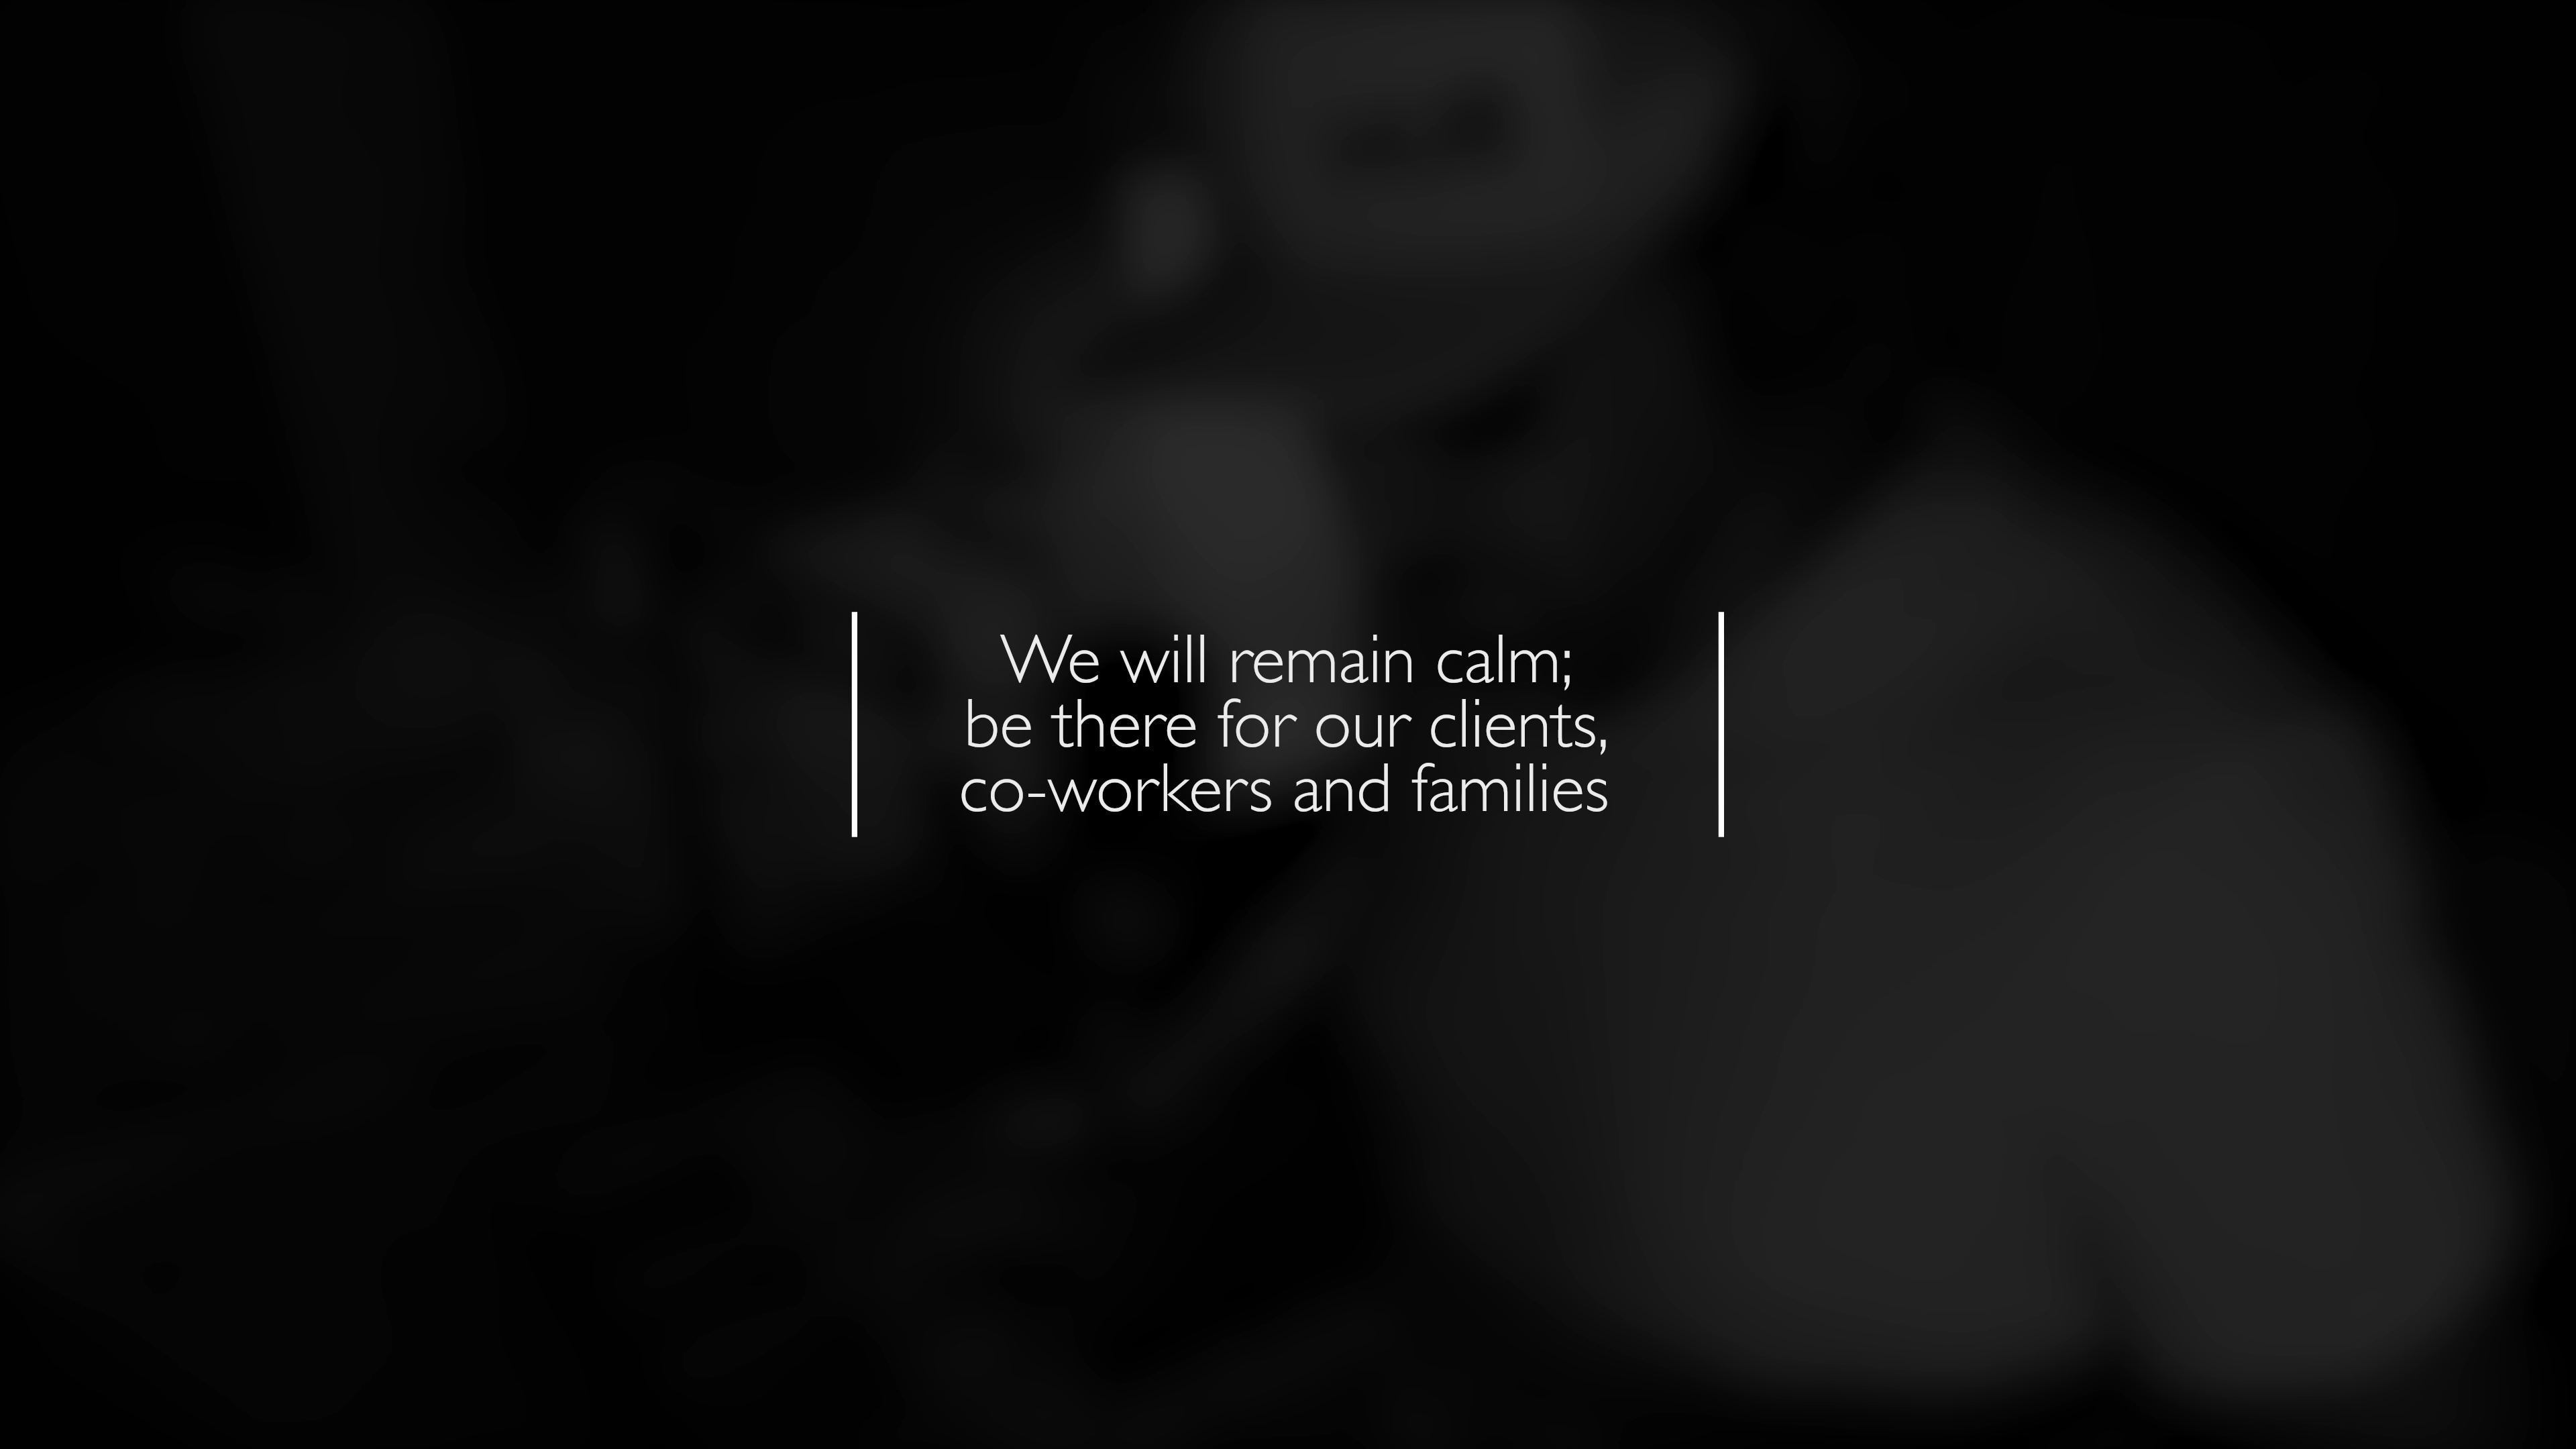 We will remain calm;
be there for our clients,
co-workers and families